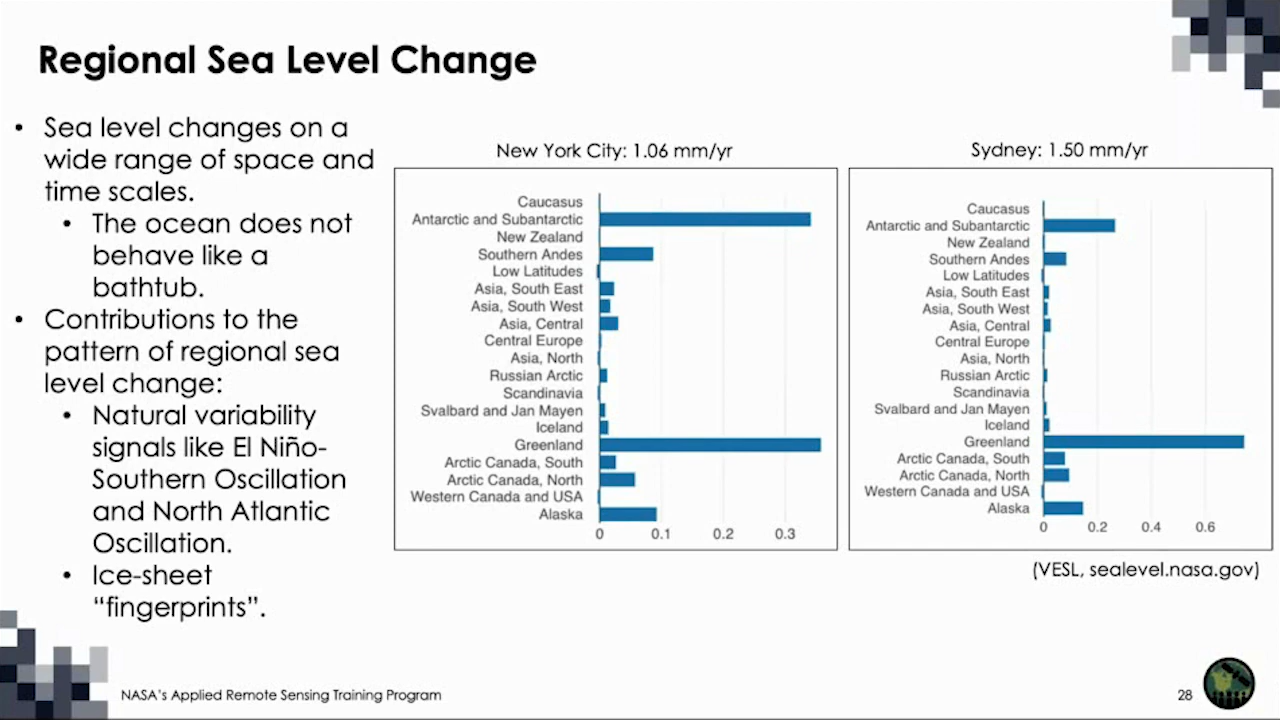 Regional Sea Level Change
• Sea level changes on a
wide range of space and
time scales.
• The ocean does not
behave like a
bathtub.
• Contributions to the
pattern of regional sea
level change:
• Natural variability
signals like El Niño-
Southern Oscillation
and North Atlantic
Oscillation.
• Ice-sheet
“fingerprints”.
New York City: 1.06 mm/yr
Caucasus
Antarctic and Subantarctic
New Zealand
Southern Andes
Low Latitudes
Asia, South East
Asia, South West
Asia, Central
Central Europe
Asia, North
Russian Arctic
Scandinavia
Svalbard and Jan Mayen
Iceland
Greenland
Arctic Canada, South
Arctic Canada, North
Western Canada and USA
Alaska
0 0.1 0.2 0.3
Sydney: 1.50 mm/yr
Caucasus
Antarctic and Subantarctic
New Zealand
Southern Andes
Low Latitudes
Asia, South East
Asia, South West
Asia, Central
Central Europe
Asia, North
Russian Arctic
Scandinavia
Svalbard and Jan Mayen
Iceland
Greenland
Arctic Canada, South
Arctic Canada, North
Western Canada and USA
Alaska
0 0.2 0.4 0.6
(VESL, sealevel.nasa.gov)
NASA’s Applied Remote Sensing Training Program
28